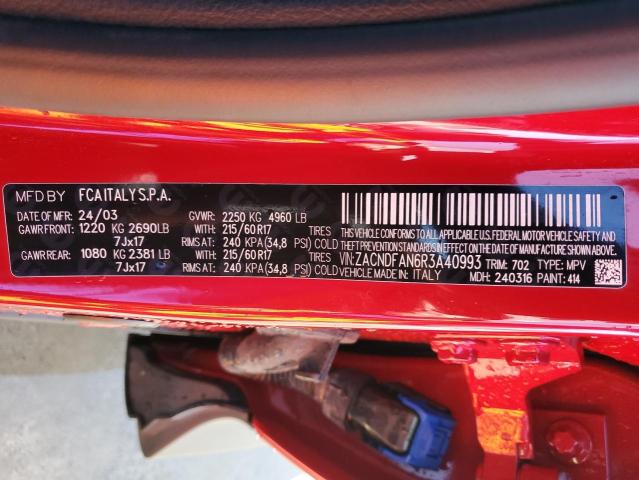 MFD BY FCA ITALY S.P.A.
DATE OF MFR 24/03 GVWR: 2250 KG 4960 LB
GAWR FRONT: 1220 KG 2690LB 215/60R17 TIRES
7Jx17 RIMS AT: 240 KPA (34,8 PSI) COLD
GAWR REAR: 1080 KG 2381 LB 215/60R17 TIRES
7Jx17 RIMS AT: 240 KPA (34,8 PSI) COLD
THIS VEHICLE CONFORMS TO ALL APPLICABLE U.S. FEDERAL MOTOR VEHICLE SAFETY
AND THEFT PREVENTION STANDARDS IN EFFECT ON THE DATE OF MANUFACTURE SHOWN ABOVE
VIN: ZACNDFAN6R3A40993 TRIM: 702 TYPE: MPV
VEHICLE MADE IN: ITALY MDH: 240316 PAINT: 414